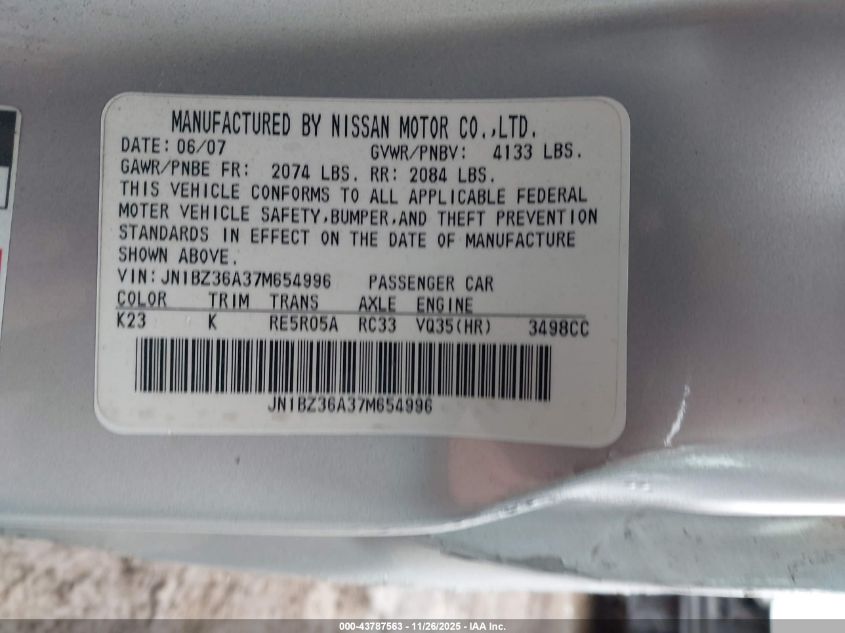 MANUFACTURED BY NISSAN MOTOR CO.,LTD.
DATE: 06/07 GVWR/PNBV: 4133 LBS.
GAWR/PNBE FR: 2074 LBS. RR: 2084 LBS.
THIS VEHICLE CONFORMS TO ALL APPLICABLE FEDERAL
MOTER VEHICLE SAFETY,BUMPER,AND THEFT PREVENTION
STANDARDS IN EFFECT ON THE DATE OF MANUFACTURE
SHOWN ABOVE.
VIN: JN1BZ36A37M654996 PASSENGER CAR
COLOR TRIM TRANS AXLE ENGINE
K23 K RE5R05A RC33 VQ35(HR) 3498CC
JN1BZ36A37M654996
000-43787563 - 11/26/2025 - IAA Inc.